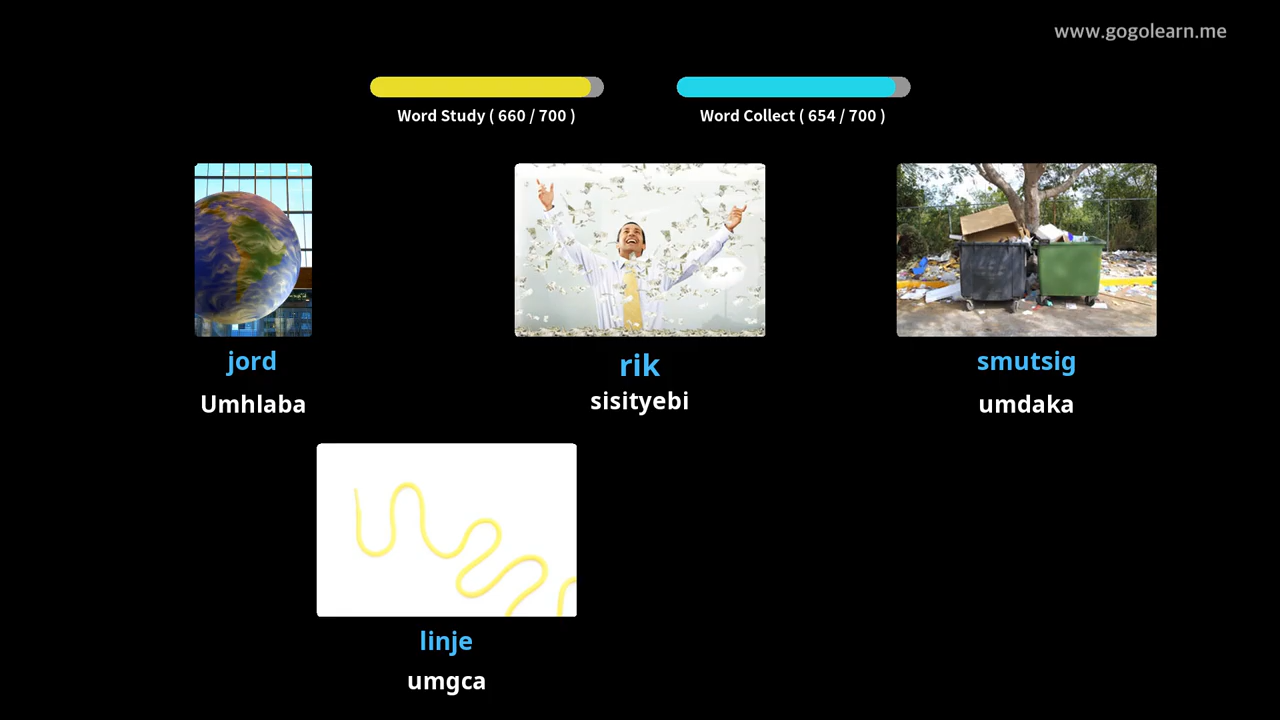 www.gogolearn.me
Word Study ( 660 / 700 )
Word Collect ( 654 / 700 )
jord
Umhlaba
rik
sisityebi
smutsig
umdaka
linje
umgca